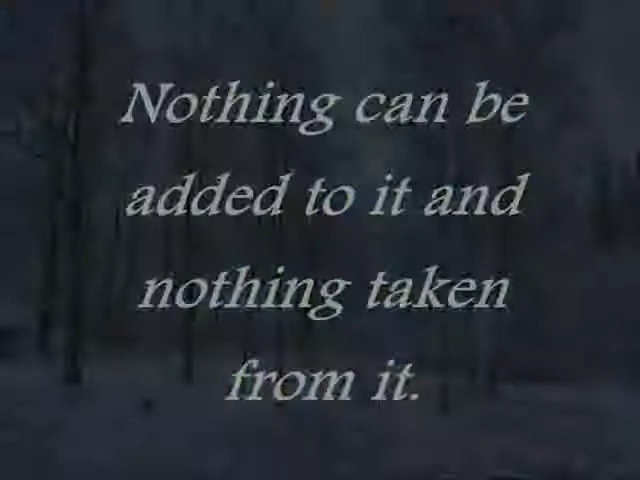 Nothing can be
added to it and
nothing taken
from it.